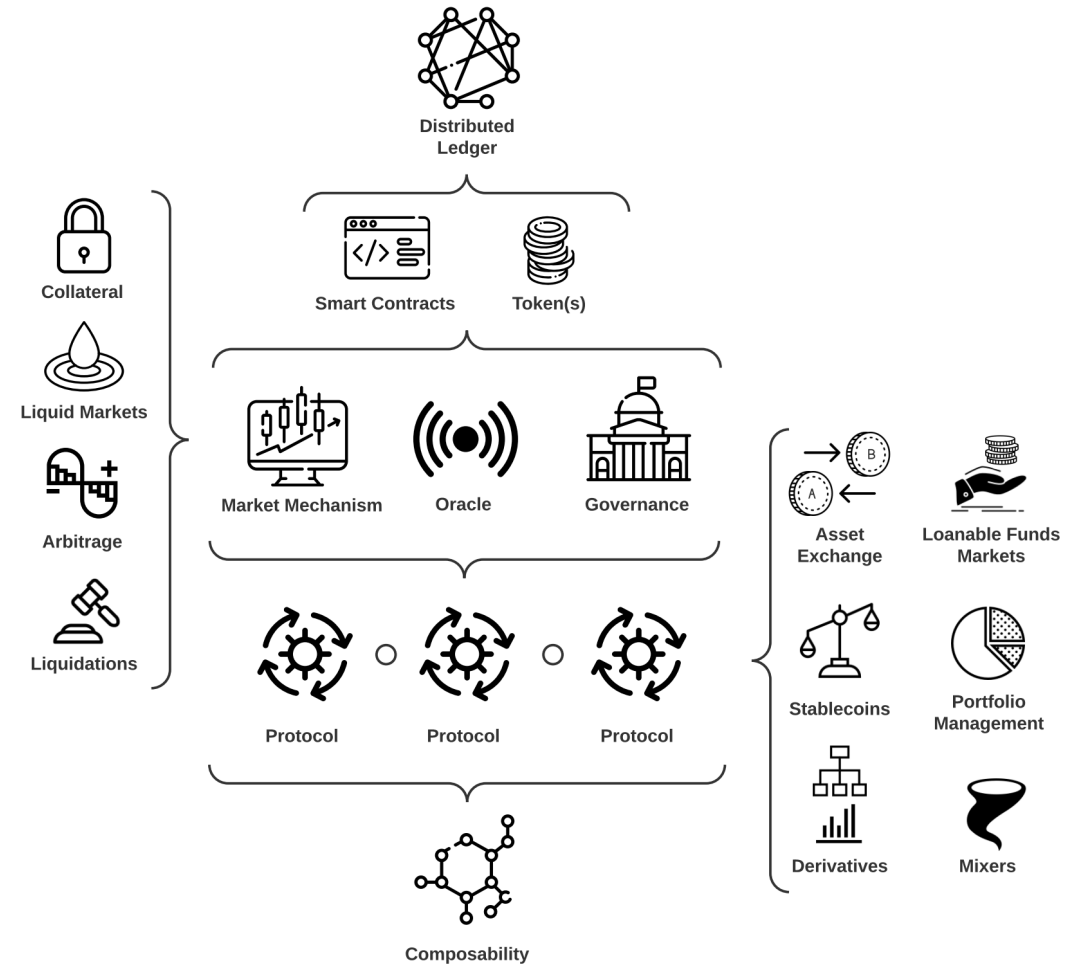 Distributed
Ledger
Smart Contracts
Token(s)
Collateral
Liquid Markets
Arbitrage
Liquidations
Market Mechanism
Oracle
Governance
Protocol
Protocol
Protocol
Composability
B
A
Asset
Exchange
Loanable Funds
Markets
Stablecoins
Portfolio
Management
Derivatives
Mixers